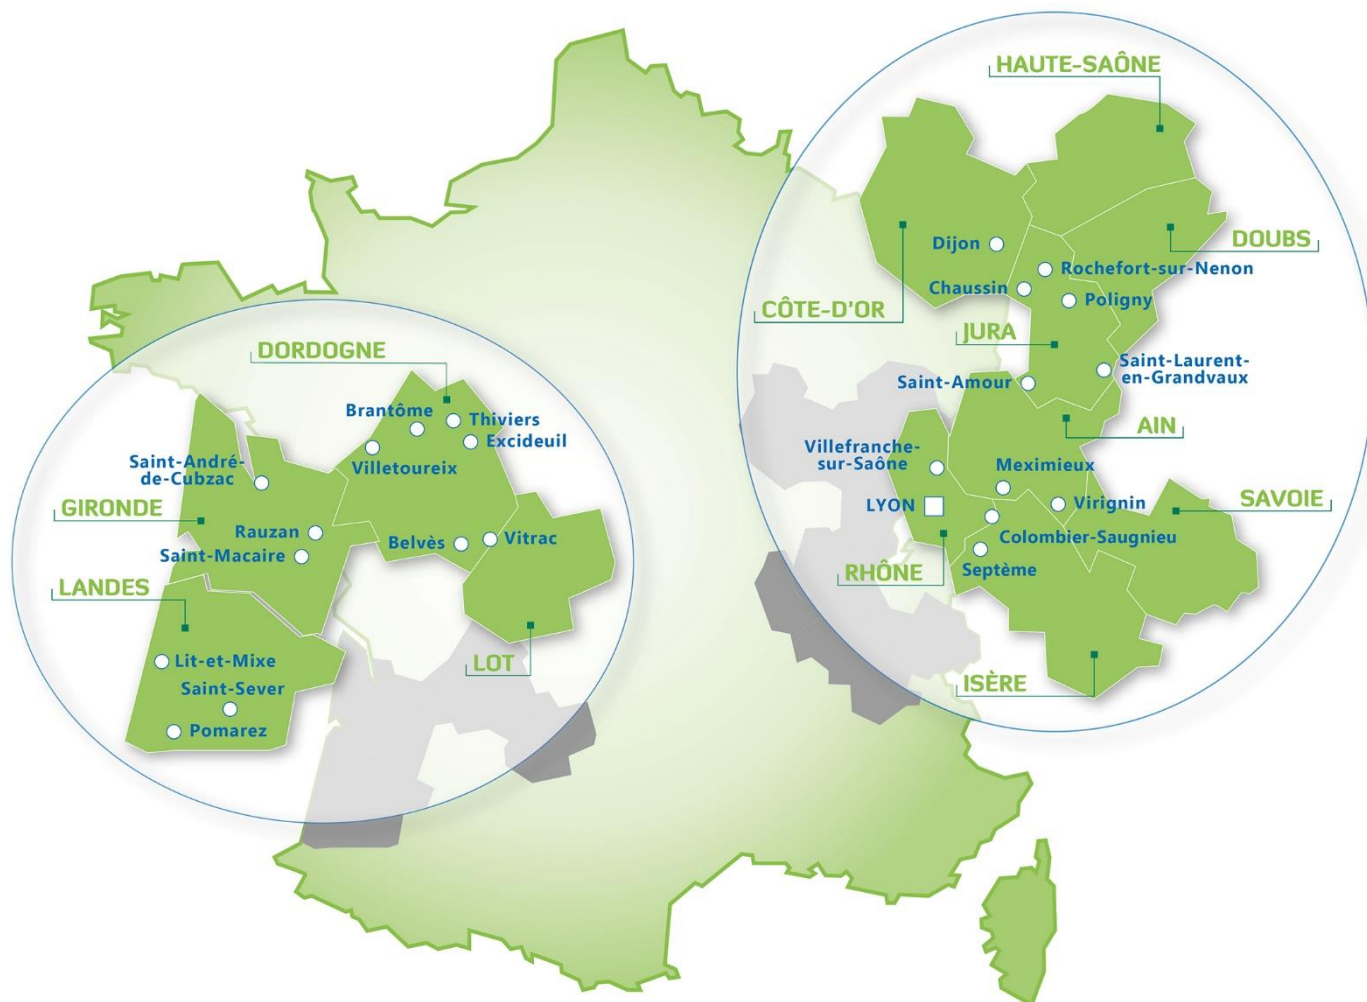 HAUTE-SAÔNE
Dijon
DOUBS
Rochefort-sur-Nenon
Chaussin
Poligny
CÔTE-D'OR
JURA
Saint-Laurent-
en-Grandvaux
Saint-Amour
AIN
Villefranche-
sur-Saône
Meximieux
LYON
Virignin
SAVOIE
Colombier-Saugnieu
Septème
RHÔNE
ISÈRE
DORDOGNE
Brantôme
Thiviers
Excideuil
Villetoureix
Saint-André-
de-Cubzac
GIRONDE
Rauzan
Belvès
Vitrac
Saint-Macaire
LANDES
Lit-et-Mixe
LOT
Saint-Sever
Pomarez